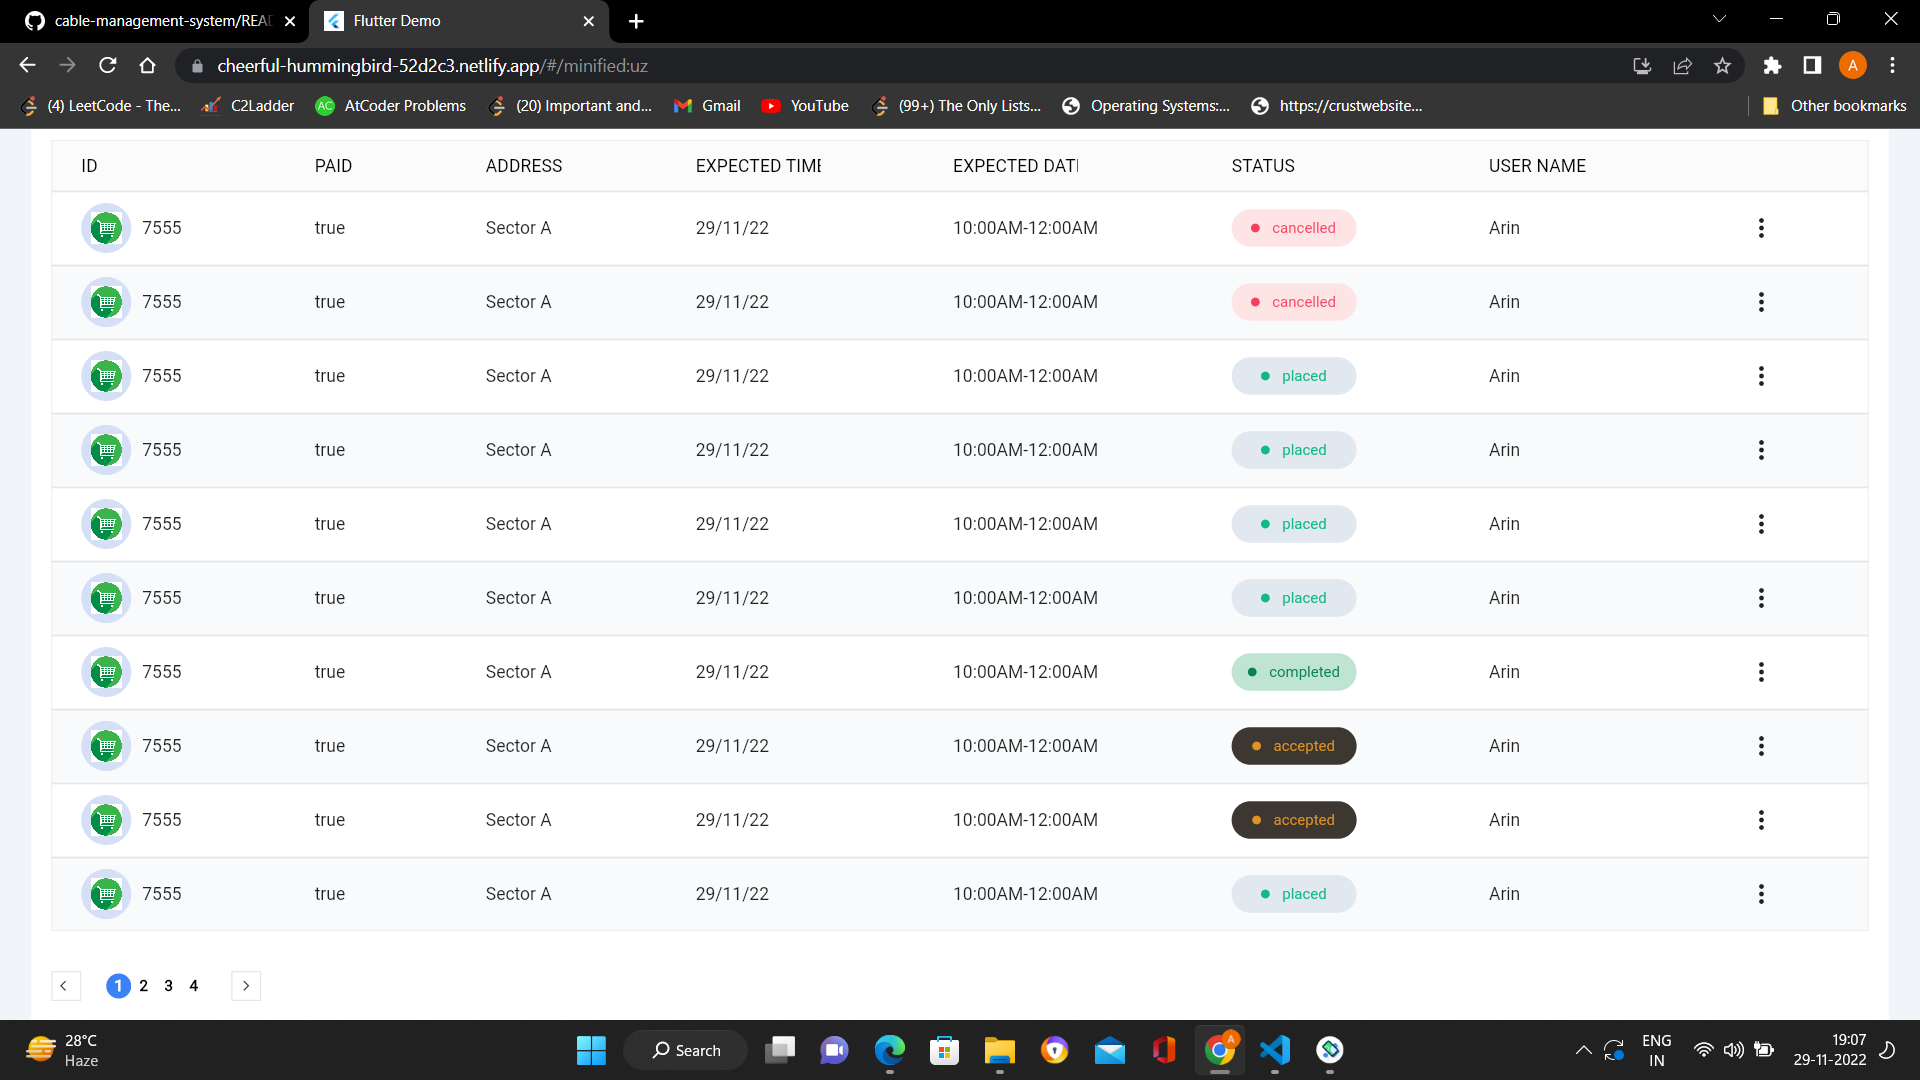 cable-management-system/READ
Flutter Demo
cheerful-hummingbird-52d2c3.netlify.app/#/minified:uz
A
(4) LeetCode - The...
C2Ladder
AC AtCoder Problems
(20) Important and...
Gmail
YouTube
(99+) The Only Lists...
Operating Systems:...
https://crustwebsite...
Other bookmarks
ID PAID ADDRESS EXPECTED TIME EXPECTED DATE STATUS USER NAME
7555 true Sector A 29/11/22 10:00AM-12:00AM cancelled Arin
7555 true Sector A 29/11/22 10:00AM-12:00AM cancelled Arin
7555 true Sector A 29/11/22 10:00AM-12:00AM placed Arin
7555 true Sector A 29/11/22 10:00AM-12:00AM placed Arin
7555 true Sector A 29/11/22 10:00AM-12:00AM placed Arin
7555 true Sector A 29/11/22 10:00AM-12:00AM placed Arin
7555 true Sector A 29/11/22 10:00AM-12:00AM completed Arin
7555 true Sector A 29/11/22 10:00AM-12:00AM accepted Arin
7555 true Sector A 29/11/22 10:00AM-12:00AM accepted Arin
7555 true Sector A 29/11/22 10:00AM-12:00AM placed Arin
1 2 3 4
28°C
Haze
Search
A
ENG
IN
19:07
29-11-2022